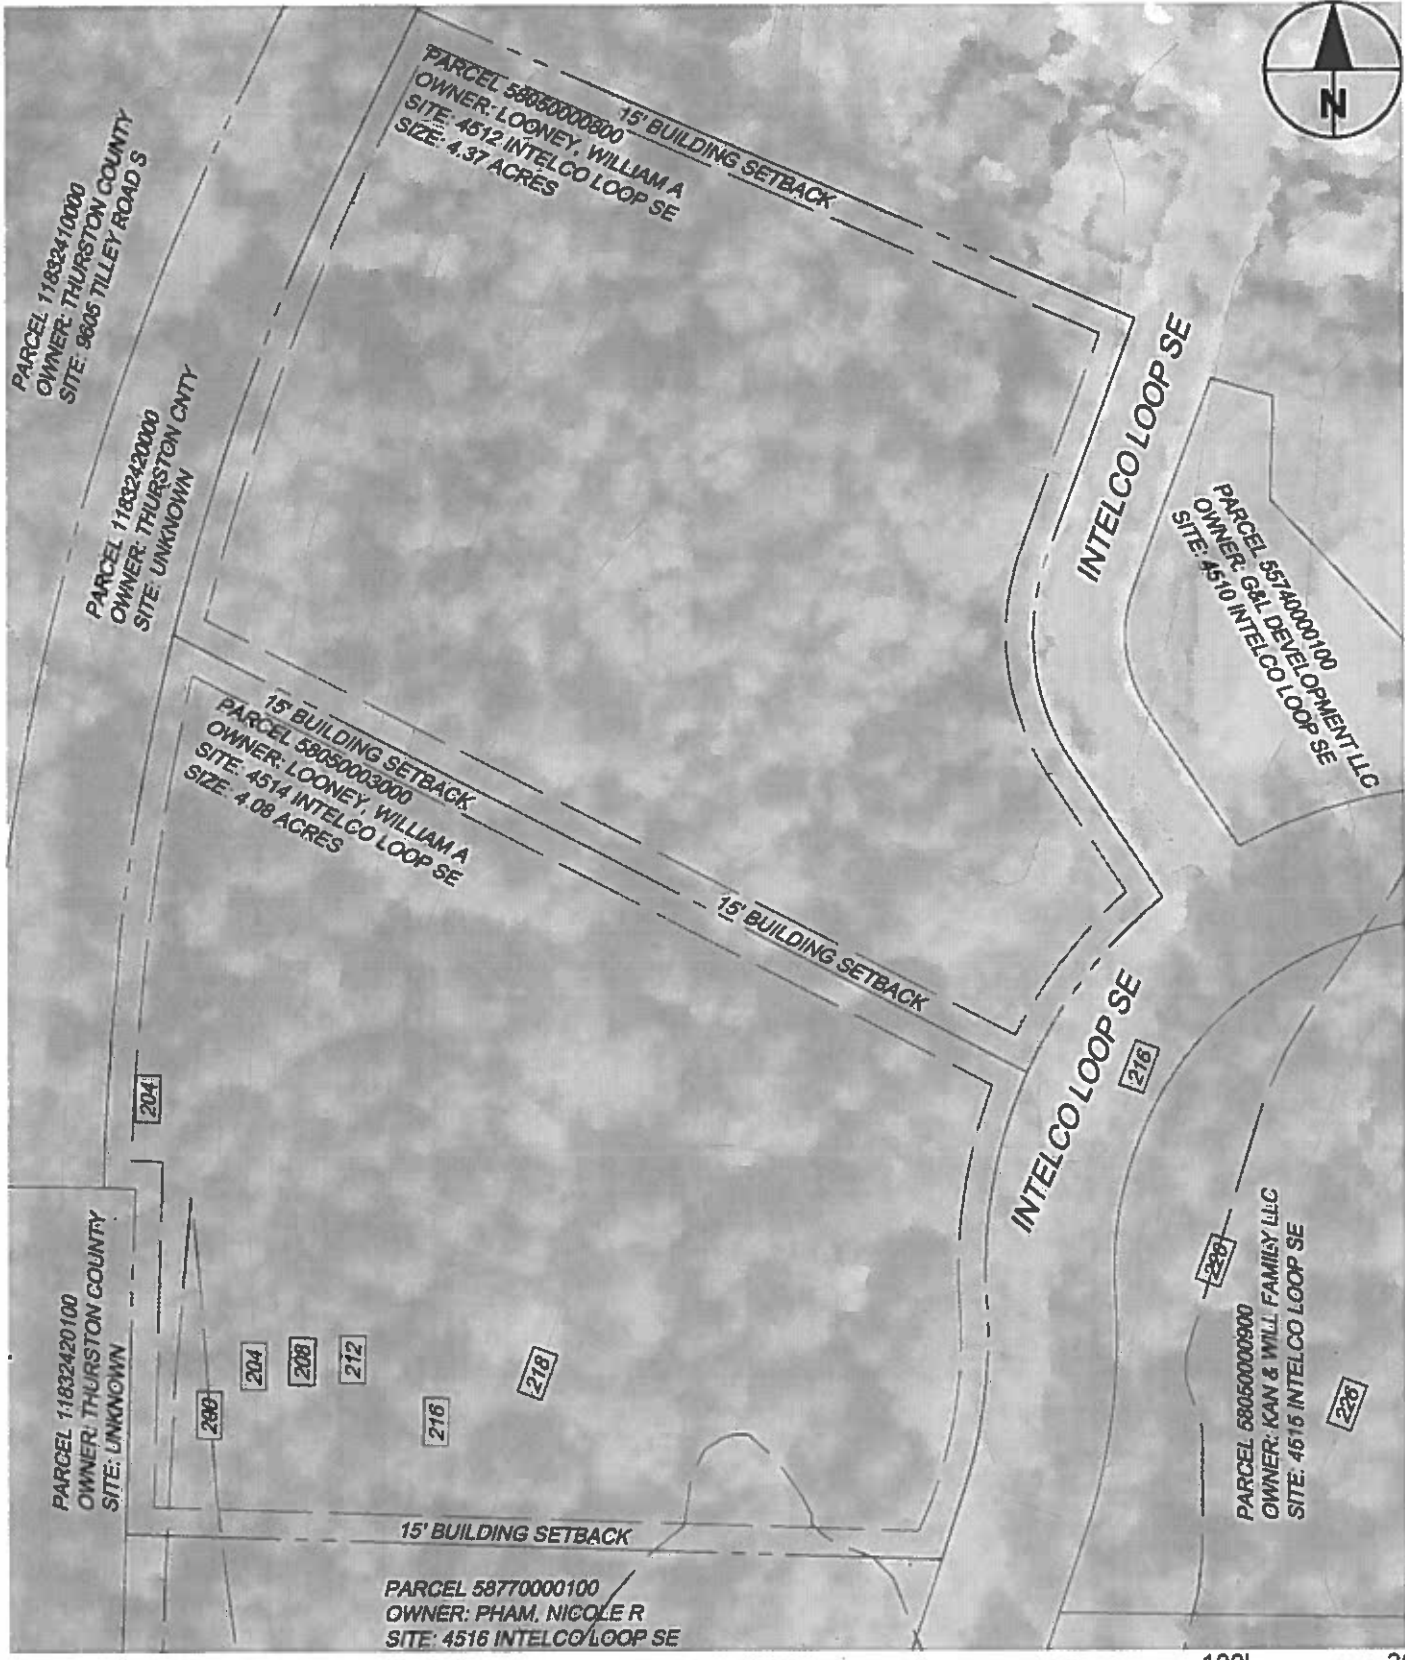 N
PARCEL 58050000800
OWNER: LOONEY, WILLIAM A
SITE: 4512 INTELCO LOOP SE
SIZE: 4.37 ACRES
15' BUILDING SETBACK
PARCEL 11832410000
OWNER: THURSTON COUNTY
SITE: 9605 TILLEY ROAD S
PARCEL 11832420000
OWNER: THURSTON CNTY
SITE: UNKNOWN
INTELCO LOOP SE
PARCEL 55740000100
OWNER: G&L DEVELOPMENT LLC
SITE: 4510 INTELCO LOOP SE
15' BUILDING SETBACK
PARCEL 58050003000
OWNER: LOONEY, WILLIAM A
SITE: 4514 INTELCO LOOP SE
SIZE: 4.08 ACRES
15' BUILDING SETBACK
INTELCO LOOP SE
216
204
PARCEL 11832420100
OWNER: THURSTON COUNTY
SITE: UNKNOWN
200
204
208
212
216
218
220
226
PARCEL 58050000900
OWNER: KAN & WILL FAMILY LLC
SITE: 4515 INTELCO LOOP SE
15' BUILDING SETBACK
PARCEL 58770000100
OWNER: PHAM, NICOLE R
SITE: 4516 INTELCO LOOP SE